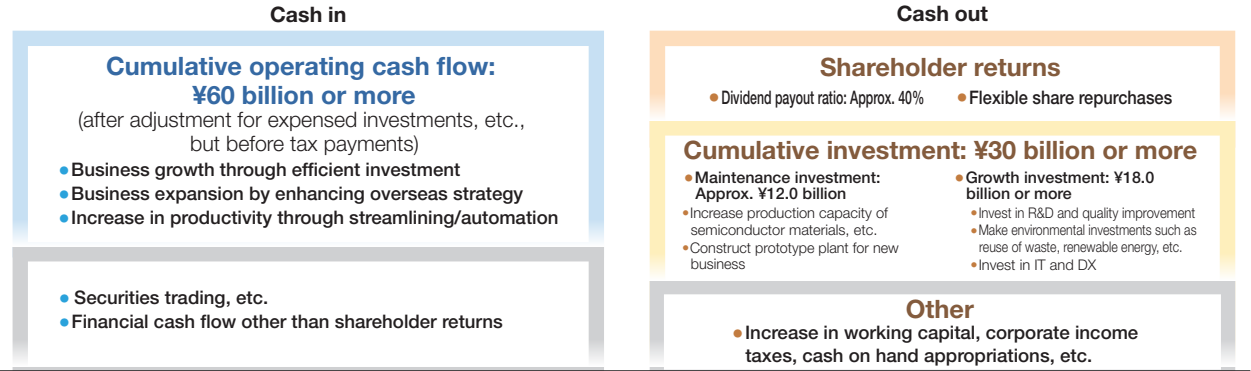 Cash in
Cumulative operating cash flow:
¥60 billion or more
(after adjustment for expensed investments, etc.,
but before tax payments)
●Business growth through efficient investment
●Business expansion by enhancing overseas strategy
●Increase in productivity through streamlining/automation
● Securities trading, etc.
●Financial cash flow other than shareholder returns
Cash out
Shareholder returns
●Dividend payout ratio: Approx. 40%
●Flexible share repurchases
Cumulative investment: ¥30 billion or more
●Maintenance investment:
Approx. ¥12.0 billion
●Increase production capacity of
semiconductor materials, etc.
●Construct prototype plant for new
business
●Growth investment: ¥18.0
billion or more
●Invest in R&D and quality improvement
●Make environmental investments such as
reuse of waste, renewable energy, etc.
●Invest in IT and DX
Other
●Increase in working capital, corporate income
taxes, cash on hand appropriations, etc.